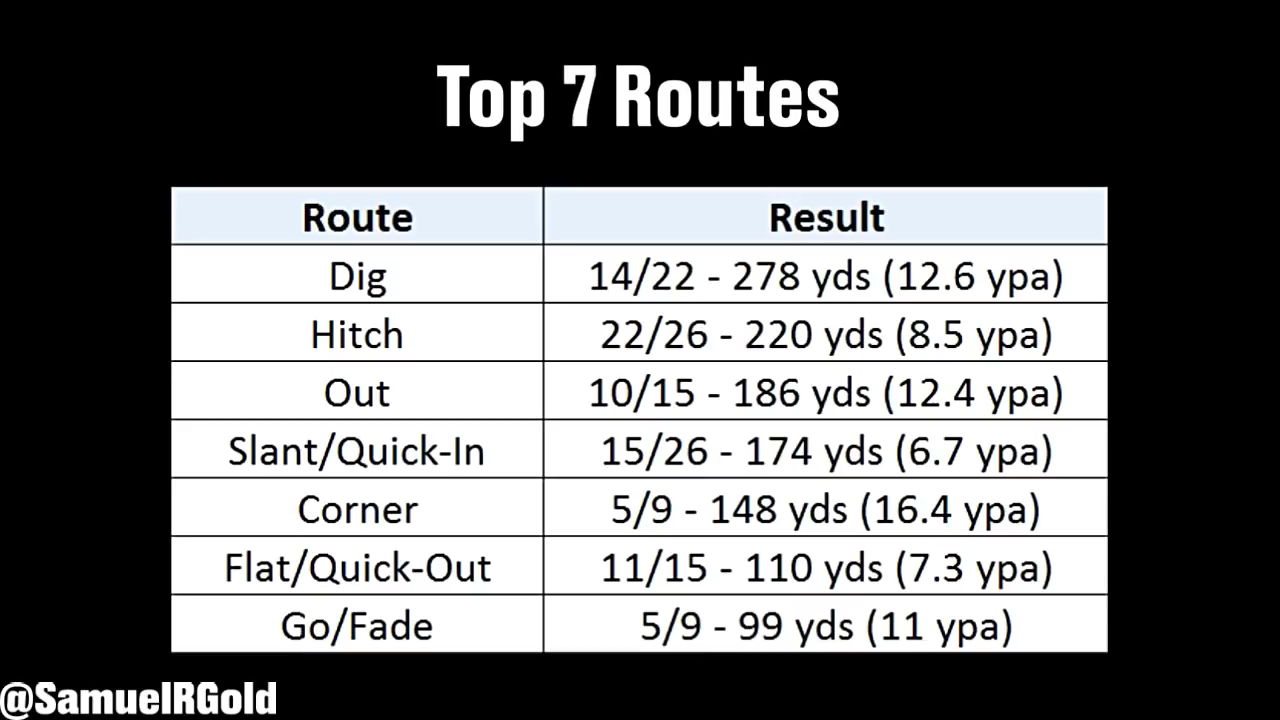 Top 7 Routes
Route Result
Dig 14/22 - 278 yds (12.6 ypa)
Hitch 22/26 - 220 yds (8.5 ypa)
Out 10/15 - 186 yds (12.4 ypa)
Slant/Quick-In 15/26 - 174 yds (6.7 ypa)
Corner 5/9 - 148 yds (16.4 ypa)
Flat/Quick-Out 11/15 - 110 yds (7.3 ypa)
Go/Fade 5/9 - 99 yds (11 ypa)
@SamuelRGold